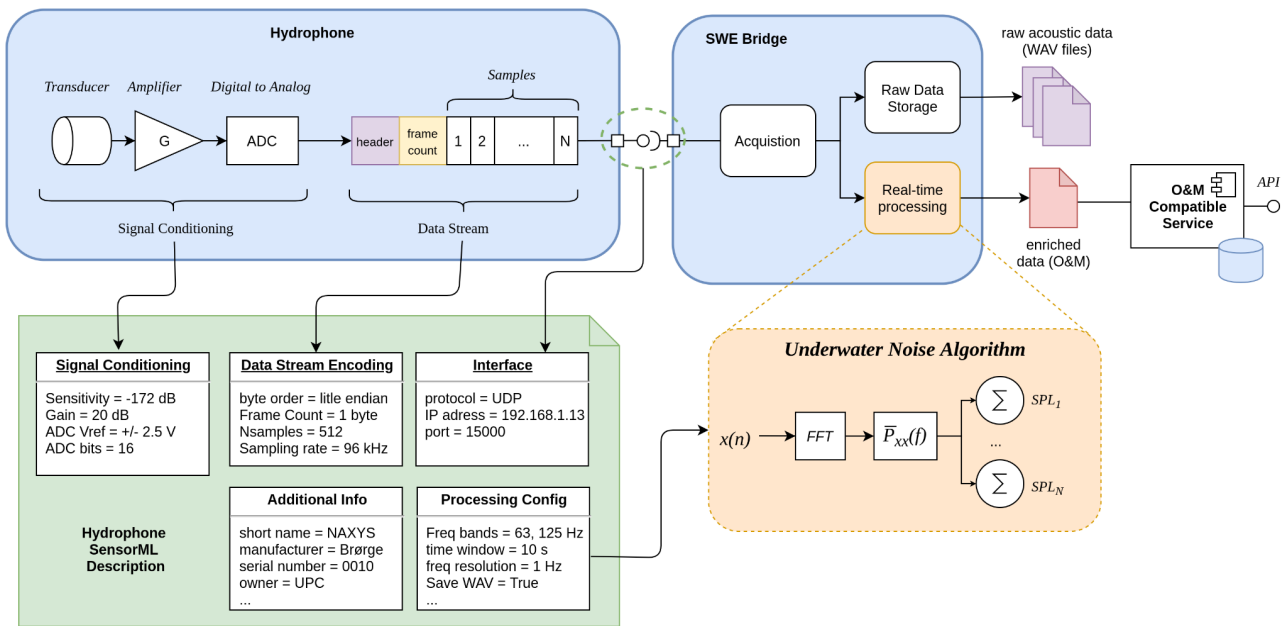 Hydrophone
Transducer
Amplifier
Digital to Analog
Samples
G
ADC
header
frame
count
1
2
...
N
Signal Conditioning
Data Stream
SWE Bridge
Acquistion
Raw Data
Storage
Real-time
processing
raw acoustic data
(WAV files)
enriched
data (O&M)
O&M
Compatible
Service
API
Signal Conditioning
Sensitivity = -172 dB
Gain = 20 dB
ADC Vref = +/- 2.5 V
ADC bits = 16
Data Stream Encoding
byte order = litle endian
Frame Count = 1 byte
Nsamples = 512
Sampling rate = 96 kHz
Interface
protocol = UDP
IP adress = 192.168.1.13
port = 15000
Hydrophone
SensorML
Description
Additional Info
short name = NAXYS
manufacturer = Brørge
serial number = 0010
owner = UPC
...
Processing Config
Freq bands = 63, 125 Hz
time window = 10 s
freq resolution = 1 Hz
Save WAV = True
...
Underwater Noise Algorithm
x(n)
FFT
P̅xx(f)
∑
SPL1
...
∑
SPLN